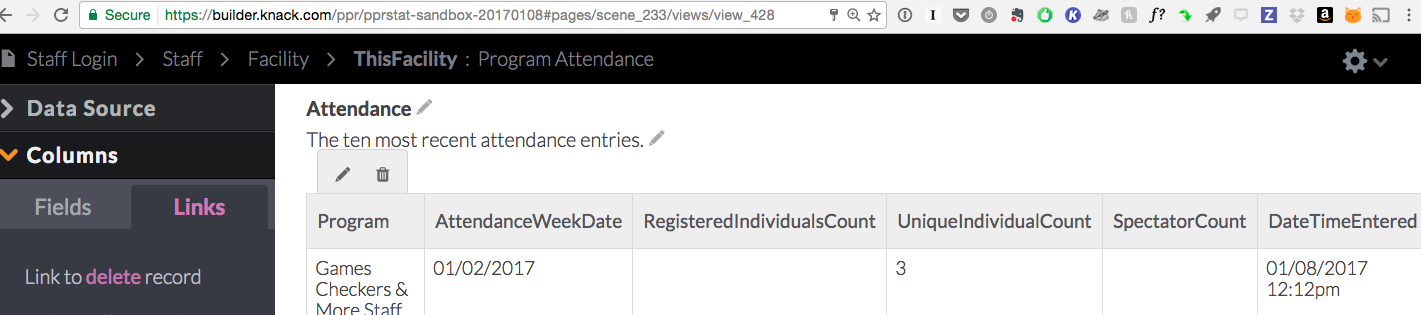 Secure https://builder.knack.com/ppr/pprstat-sandbox-20170108#pages/scene_233/views/view_428
Staff Login > Staff > Facility > ThisFacility : Program Attendance
Data Source
Columns
Fields Links
Link to delete record
Attendance
The ten most recent attendance entries.
Program AttendanceWeekDate RegisteredIndividualsCount UniqueIndividualCount SpectatorCount DateTimeEntered
Games 01/02/2017 3 01/08/2017
Checkers & 12:12pm
More Staff